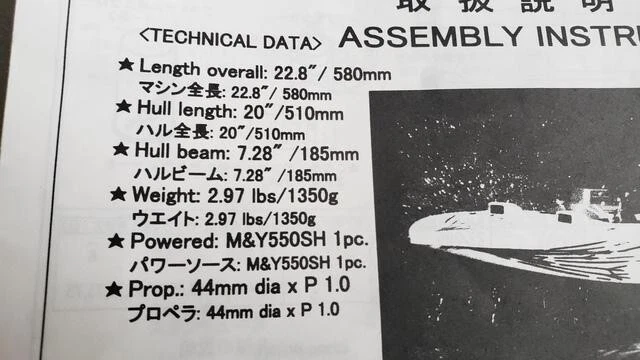 取扱説明
<TECHNICAL DATA> ASSEMBLY INSTR
★ Length overall: 22.8″/ 580mm
マシン全長: 22.8″/ 580mm
★ Hull length: 20″/510mm
ハル全長: 20″/510mm
★ Hull beam: 7.28″ /185mm
ハルビーム: 7.28″ /185mm
★ Weight: 2.97 lbs/1350g
ウエイト: 2.97 lbs/1350g
★ Powered: M&Y550SH 1pc.
パワーソース: M&Y550SH 1pc.
★ Prop.: 44mm dia x P 1.0
プロペラ: 44mm dia x P 1.0